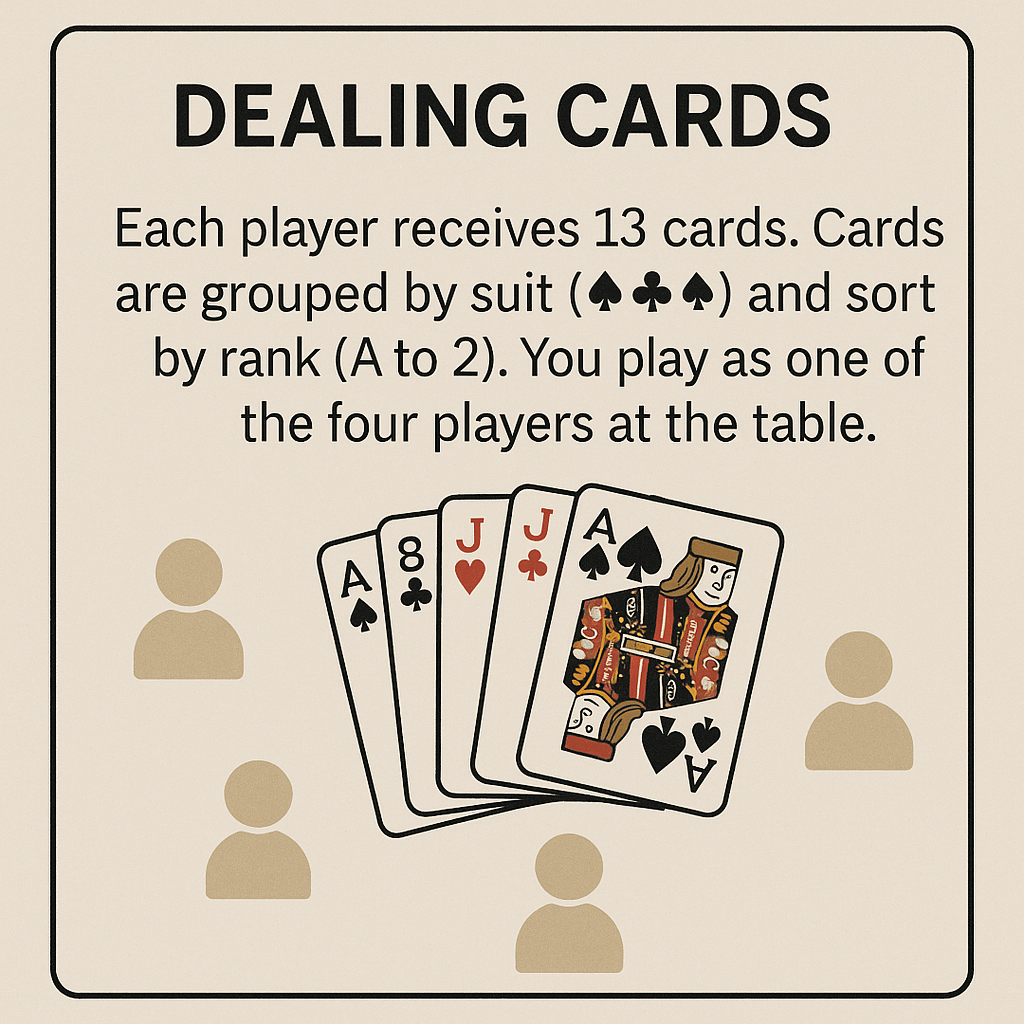 DEALING CARDS
Each player receives 13 cards. Cards
are grouped by suit (♠♣♠) and sort
by rank (A to 2). You play as one of
the four players at the table.
A♠
8♣
J♥
J♣
A♠
A♠